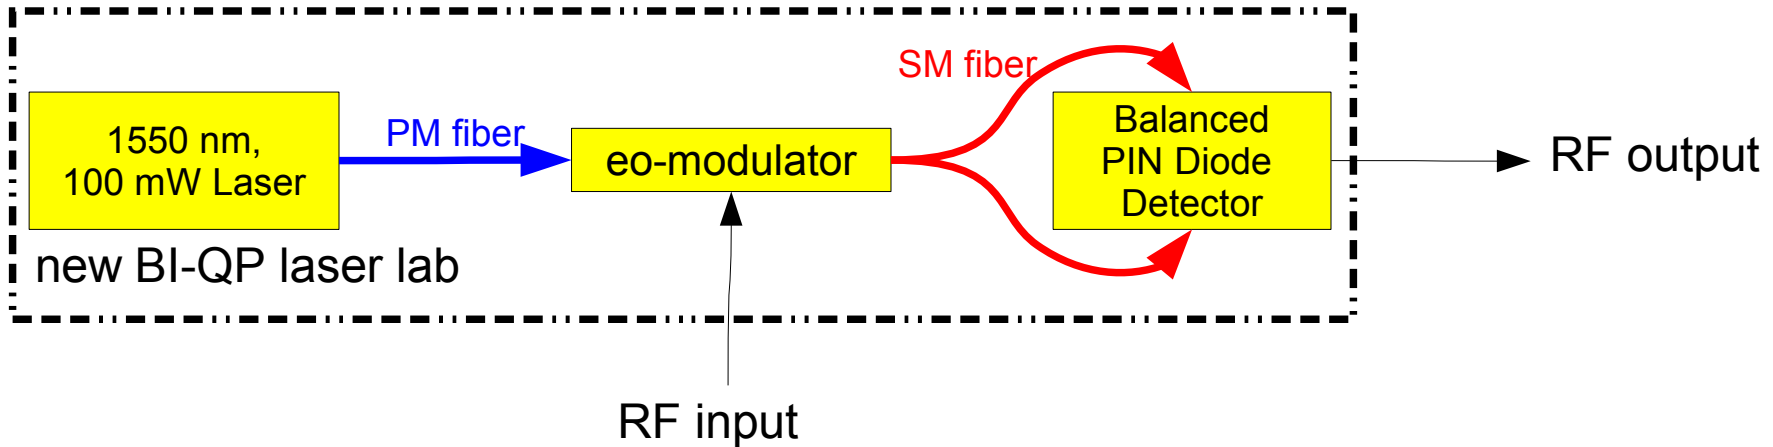 SM fiber
1550 nm,
100 mW Laser
PM fiber
eo-modulator
Balanced
PIN Diode
Detector
RF output
new BI-QP laser lab
RF input